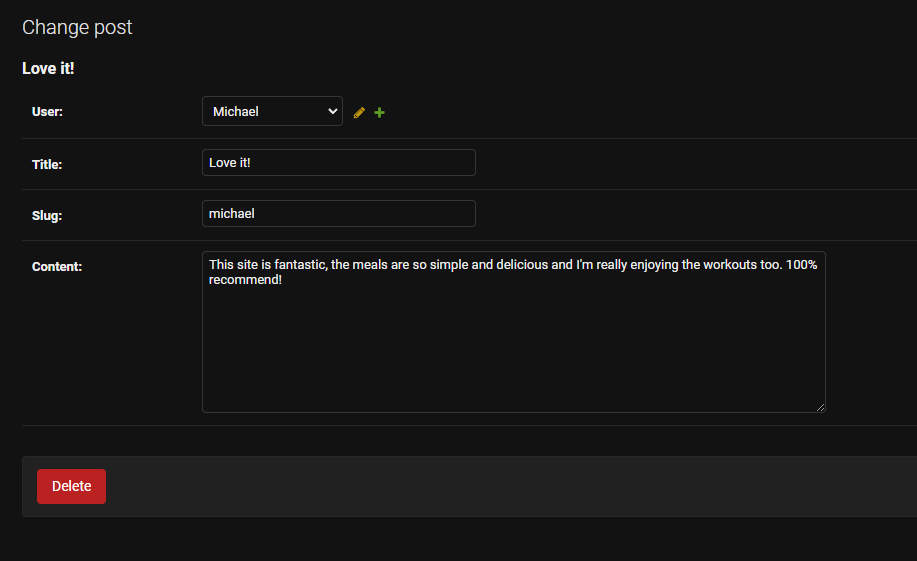 Change post
Love it!
User:
Michael
Title:
Love it!
Slug:
michael
Content:
This site is fantastic, the meals are so simple and delicious and I'm really enjoying the workouts too. 100%
recommend!
Delete